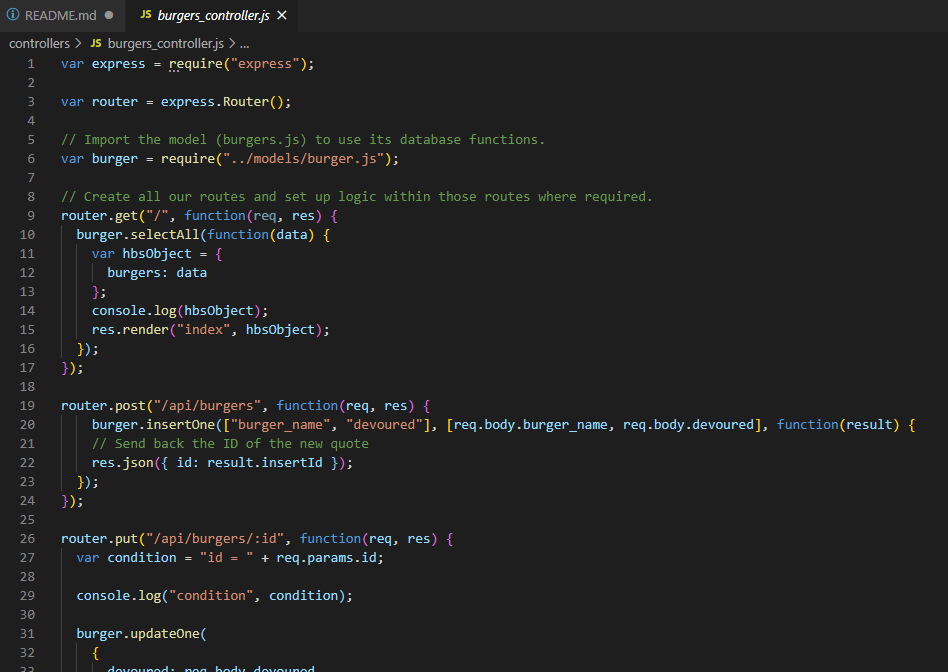 README.md
JS burgers_controller.js
controllers > JS burgers_controller.js > ...
1 var express = require("express");
2
3 var router = express.Router();
4
5 // Import the model (burgers.js) to use its database functions.
6 var burger = require("../models/burger.js");
7
8 // Create all our routes and set up logic within those routes where required.
9 router.get("/", function(req, res) {
10 burger.selectAll(function(data) {
11 var hbsObject = {
12 burgers: data
13 };
14 console.log(hbsObject);
15 res.render("index", hbsObject);
16 });
17 });
18
19 router.post("/api/burgers", function(req, res) {
20 burger.insertOne(["burger_name", "devoured"], [req.body.burger_name, req.body.devoured], function(result) {
21 // Send back the ID of the new quote
22 res.json({ id: result.insertId });
23 });
24 });
25
26 router.put("/api/burgers/:id", function(req, res) {
27 var condition = "id = " + req.params.id;
28
29 console.log("condition", condition);
30
31 burger.updateOne(
32 {
33 devoured: req.body.devoured